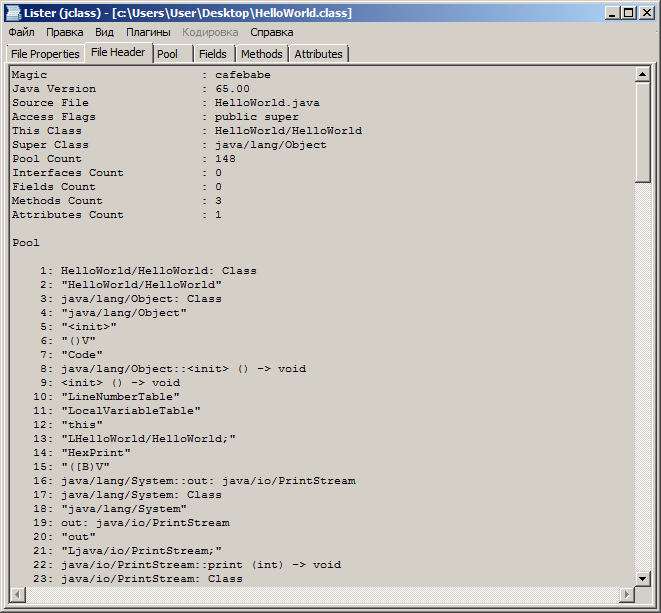 Lister (jclass) - [c:\Users\User\Desktop\HelloWorld.class]
Файл Правка Вид Плагины Кодировка Справка
File Properties File Header Pool Fields Methods Attributes
Magic : cafebabe
Java Version : 65.00
Source File : HelloWorld.java
Access Flags : public super
This Class : HelloWorld/HelloWorld
Super Class : java/lang/Object
Pool Count : 148
Interfaces Count : 0
Fields Count : 0
Methods Count : 3
Attributes Count : 1
Pool
1: HelloWorld/HelloWorld: Class
2: "HelloWorld/HelloWorld"
3: java/lang/Object: Class
4: "java/lang/Object"
5: "<init>"
6: "()V"
7: "Code"
8: java/lang/Object::<init> () -> void
9: <init> () -> void
10: "LineNumberTable"
11: "LocalVariableTable"
12: "this"
13: "LHelloWorld/HelloWorld;"
14: "HexPrint"
15: "([B)V"
16: java/lang/System::out: java/io/PrintStream
17: java/lang/System: Class
18: "java/lang/System"
19: out: java/io/PrintStream
20: "out"
21: "Ljava/io/PrintStream;"
22: java/io/PrintStream::print (int) -> void
23: java/io/PrintStream: Class